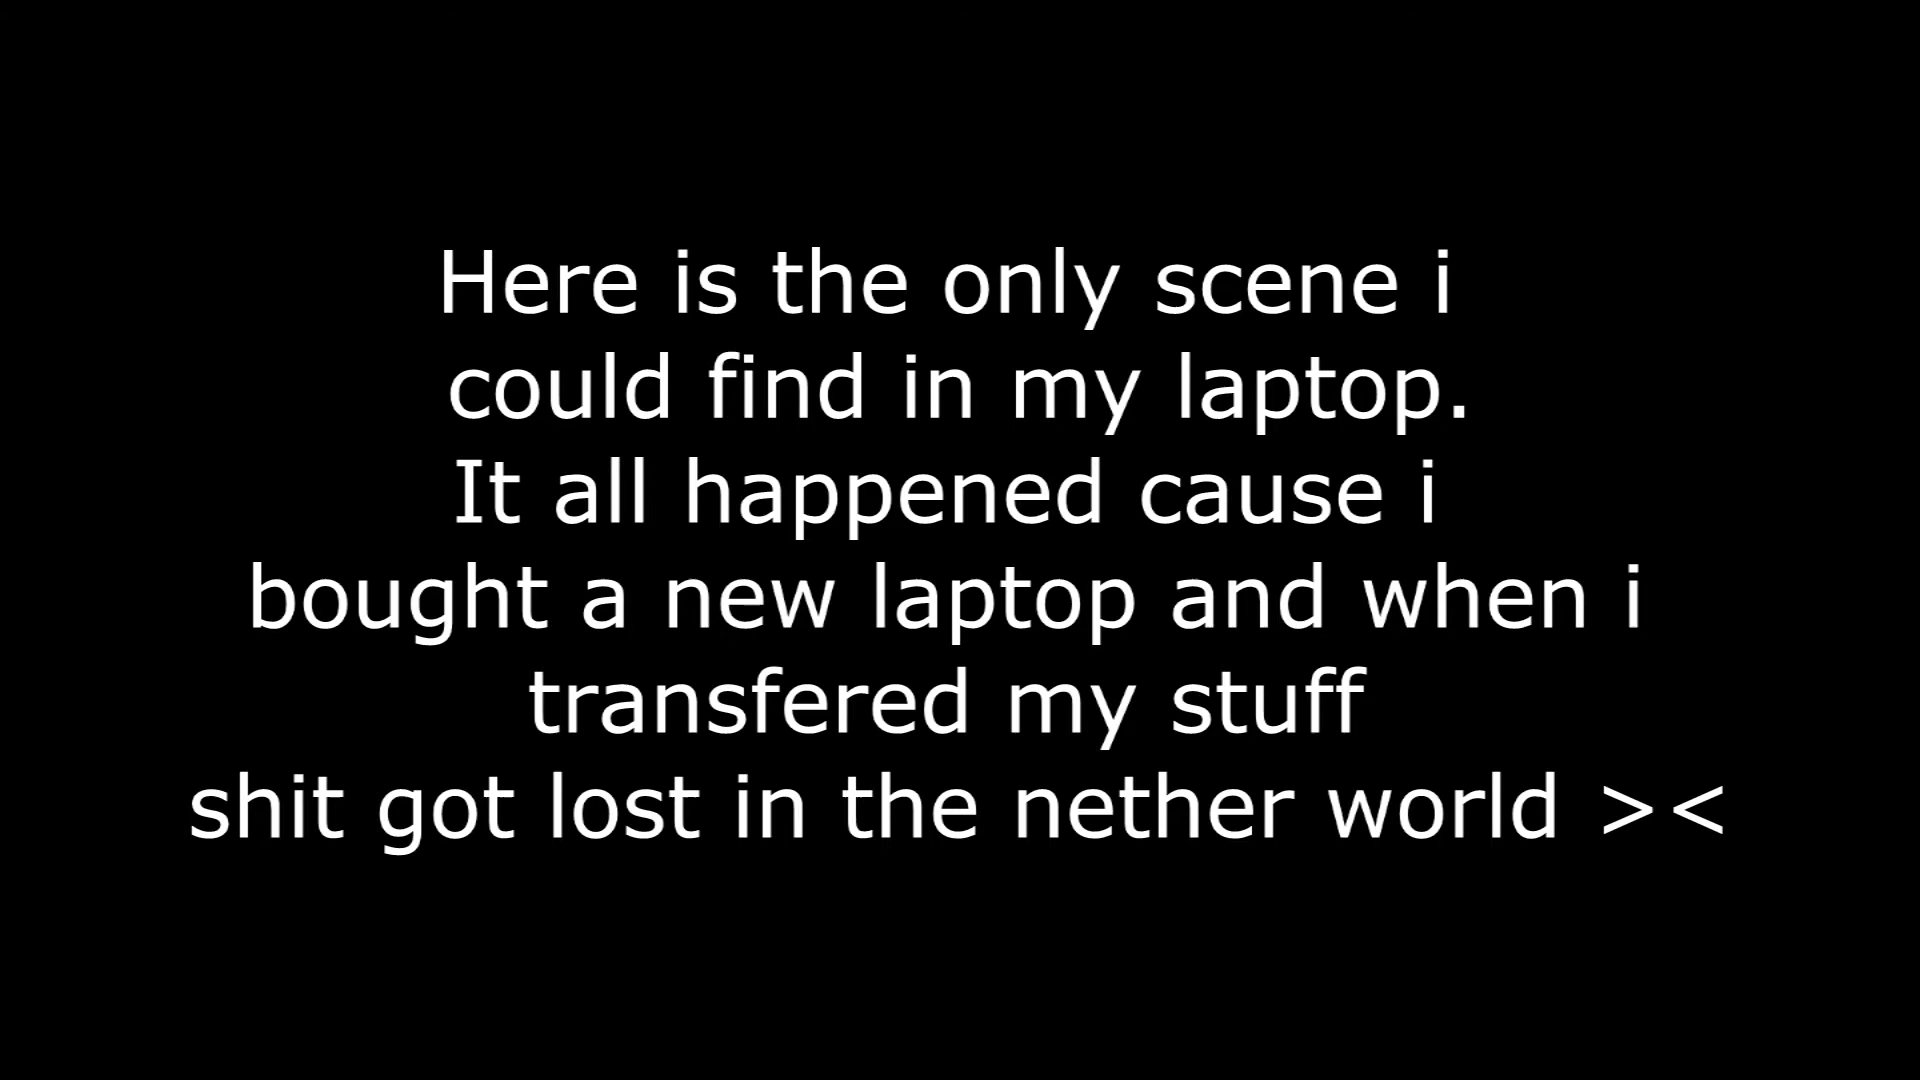 Here is the only scene i
could find in my laptop.
It all happened cause i
bought a new laptop and when i
transfered my stuff
shit got lost in the nether world ><